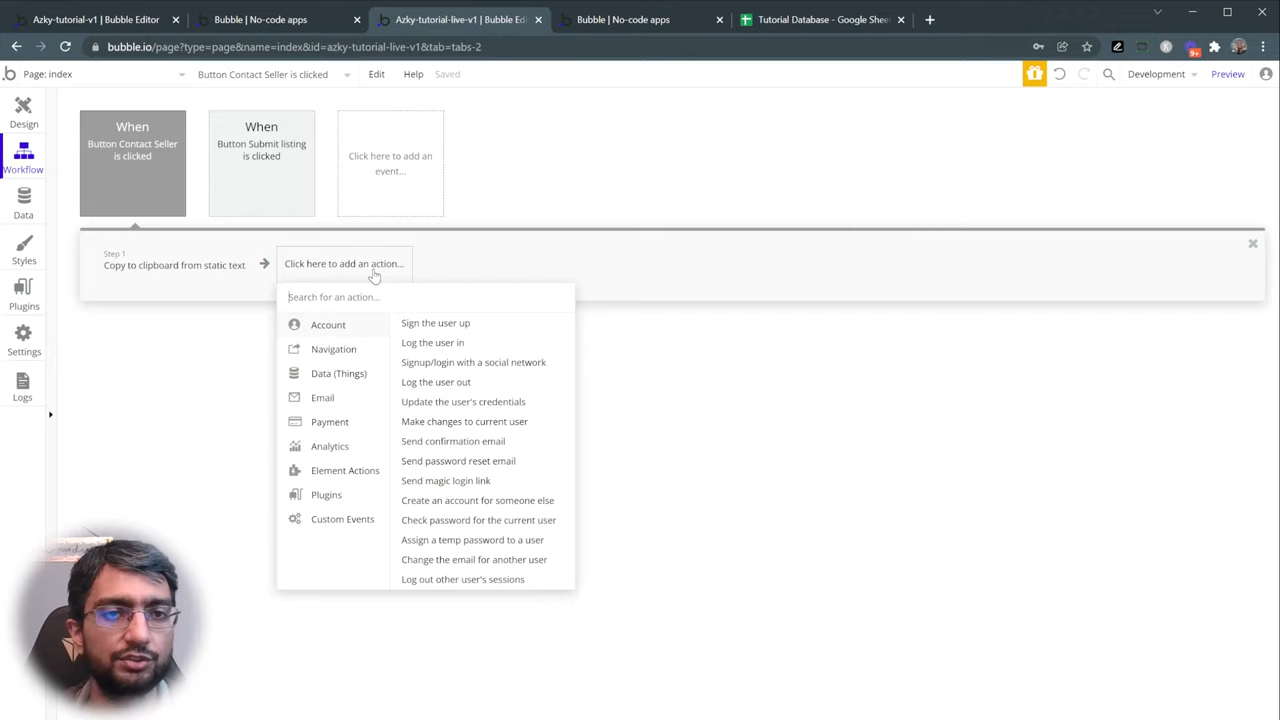 Azky-tutorial-v1 | Bubble Editor
Bubble | No-code apps
Azky-tutorial-live-v1 | Bubble Edi
Bubble | No-code apps
Tutorial Database - Google Shee
bubble.io/page?type=page&name=index&id=azky-tutorial-live-v1&tab=tabs-2
9+
Page: index
Button Contact Seller is clicked
Edit
Help
Saved
Development
Preview
Design
Workflow
Data
Styles
Plugins
Settings
Logs
When
Button Contact Seller
is clicked
When
Button Submit listing
is clicked
Click here to add an
event...
Step 1
Copy to clipboard from static text
Click here to add an action...
Search for an action...
Account
Navigation
Data (Things)
Email
Payment
Analytics
Element Actions
Plugins
Custom Events
Sign the user up
Log the user in
Signup/login with a social network
Log the user out
Update the user's credentials
Make changes to current user
Send confirmation email
Send password reset email
Send magic login link
Create an account for someone else
Check password for the current user
Assign a temp password to a user
Change the email for another user
Log out other user's sessions